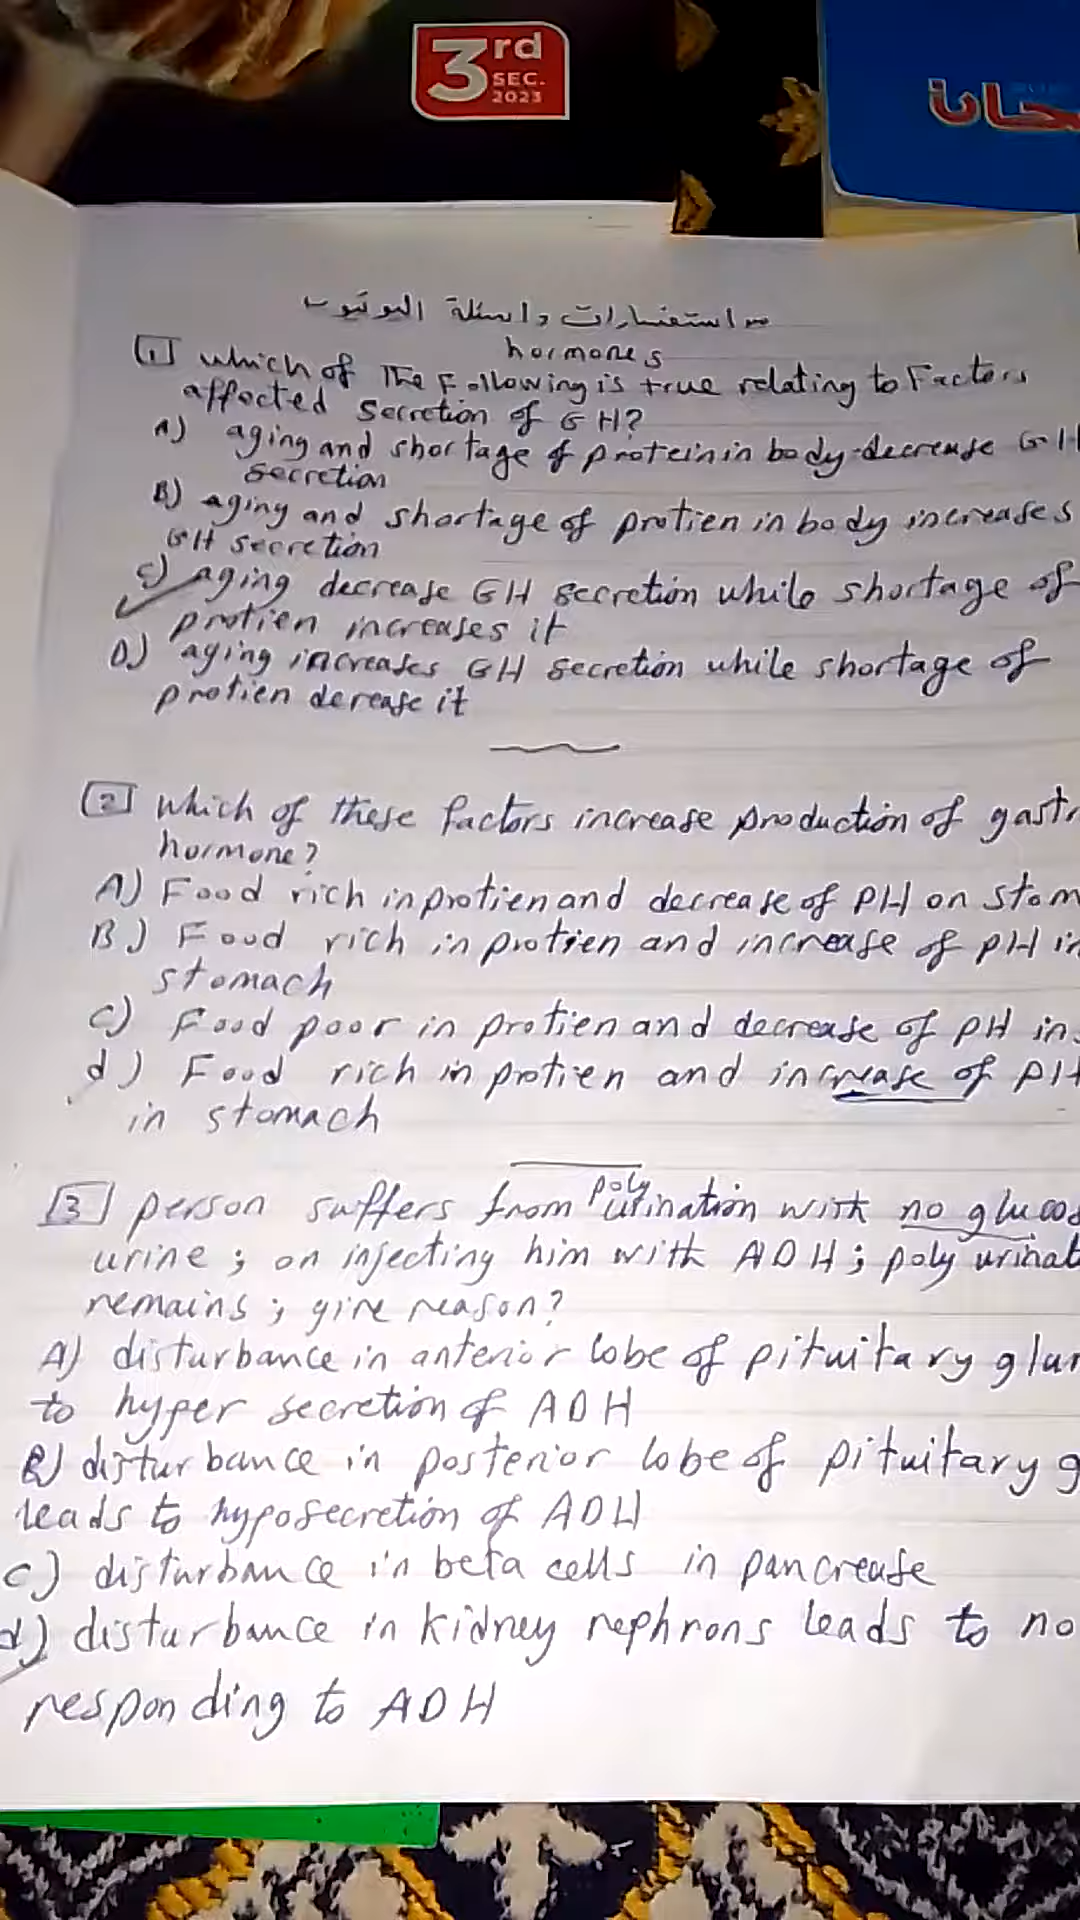 3rd
SEC.
2023
استفسارات واسئلة اليوتيوب
hormones
1 which of The Following is true relating to Factors
affected secretion of GH?
A) aging and shortage of protein in body decrease GH
secretion
B) aging and shortage of protien in body increases
GH secretion
C) aging decrease GH secretion while shortage of
protien increases it
D) aging increases GH secretion while shortage of
protien derease it
2 which of these factors increase production of gastr
hormone?
A) Food rich in protien and decrease of PH on stom
B) Food rich in protien and increase of pH in
stomach
C) Food poor in protien and decrease of pH in
d) Food rich in protien and increase of PH
in stomach
3 person suffers from poly urination with no glucos
urine; on injecting him with ADH; poly urinat
remains; give reason?
A) disturbance in anterior lobe of pituitary glan
to hyper secretion of ADH
B) disturbance in posterior lobe of pituitary g
leads to hyposecretion of ADH
c) disturbance in beta cells in pancrease
d) disturbance in kidney nephrons leads to no
responding to ADH